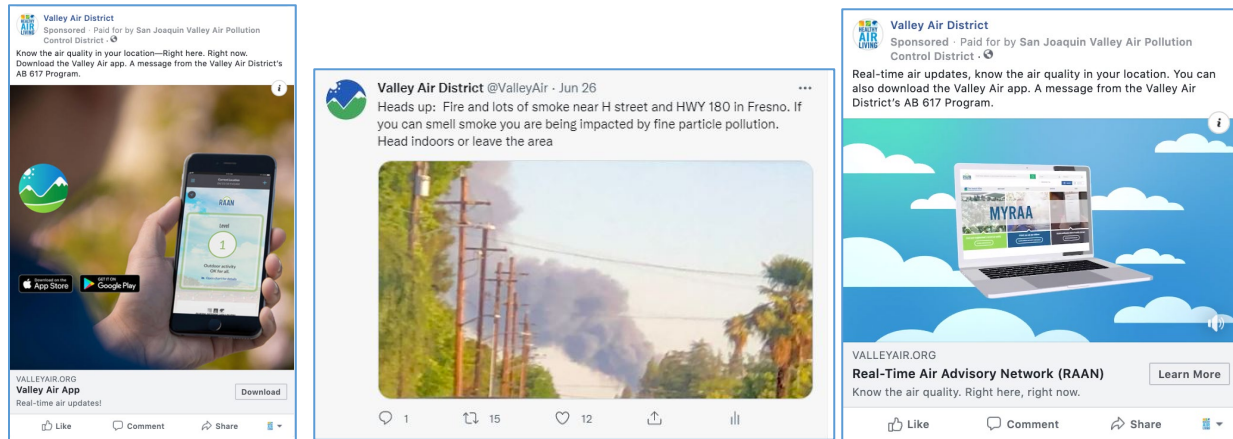 HEALTHY
AIR
LIVING
Valley Air District
Sponsored · Paid for by San Joaquin Valley Air Pollution
Control District ·
Know the air quality in your location—Right here. Right now.
Download the Valley Air app. A message from the Valley Air District's
AB 617 Program.
RAAN
Level
1
Outdoor activity
OK for all.
Download on the
App Store
GET IT ON
Google Play
VALLEYAIR.ORG
Valley Air App
Real-time air updates!
Download
Like
Comment
Share
Valley Air District @ValleyAir · Jun 26
Heads up: Fire and lots of smoke near H street and HWY 180 in Fresno. If
you can smell smoke you are being impacted by fine particle pollution.
Head indoors or leave the area
1
15
12
HEALTHY
AIR
LIVING
Valley Air District
Sponsored · Paid for by San Joaquin Valley Air Pollution
Control District ·
Real-time air updates, know the air quality in your location. You can
also download the Valley Air app. A message from the Valley Air
District's AB 617 Program.
MYRAA
VALLEYAIR.ORG
Real-Time Air Advisory Network (RAAN)
Know the air quality. Right here, right now.
Learn More
Like
Comment
Share